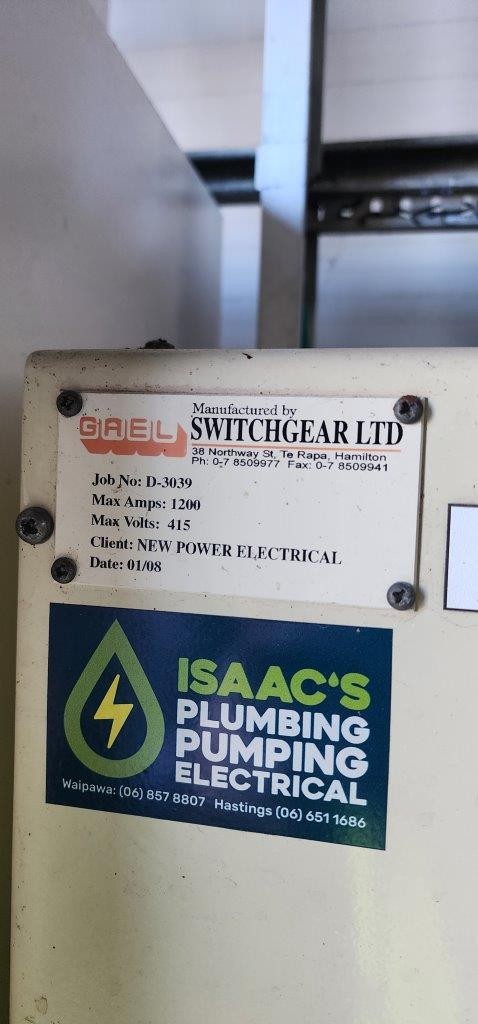 Manufactured by
GAEL SWITCHGEAR LTD
38 Northway St, Te Rapa, Hamilton
Ph: 0-7 8509977 Fax: 0-7 8509941
Job No: D-3039
Max Amps: 1200
Max Volts: 415
Client: NEW POWER ELECTRICAL
Date: 01/08
ISAAC'S
PLUMBING
PUMPING
ELECTRICAL
Waipawa: (06) 857 8807 Hastings (06) 651 1686